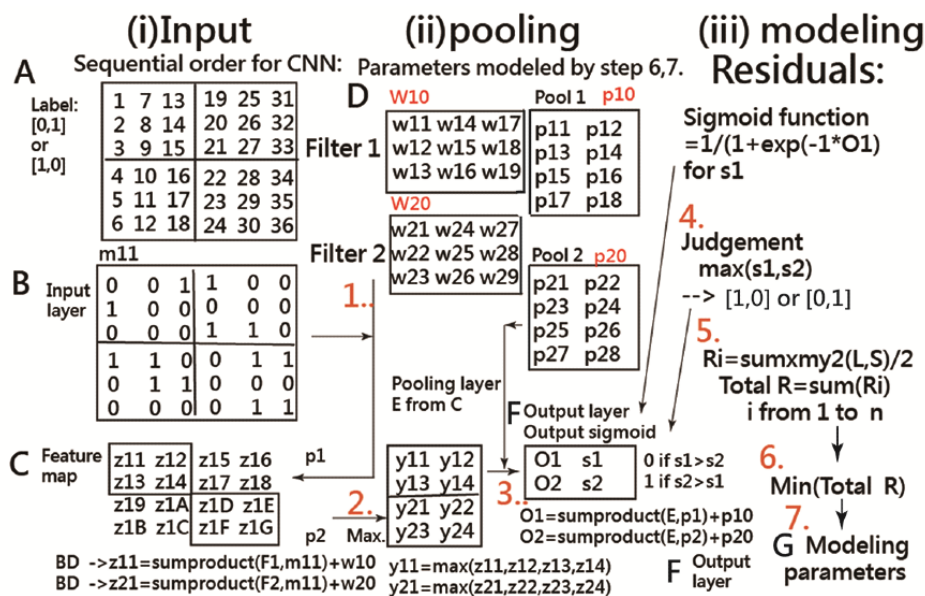 (i)Input
(ii)pooling
(iii) modeling
A
Sequential order for CNN:
Label:
[0,1]
or
[1,0]
1 7 13 19 25 31
2 8 14 20 26 32
3 9 15 21 27 33
4 10 16 22 28 34
5 11 17 23 29 35
6 12 18 24 30 36
m11
B
Input
layer
0 0 1 1 0 0
1 0 0 0 0 0
0 0 0 1 1 0
1 1 0 0 1 1
0 1 1 0 0 0
0 0 0 0 1 1
C
Feature
map
z11 z12 z15 z16
z13 z14 z17 z18
z19 z1A z1D z1E
z1B z1C z1F z1G
BD ->z11=sumproduct(F1,m11)+w10
BD ->z21=sumproduct(F2,m11)+w20
Parameters modeled by step 6,7.
D
W10
Filter 1
w11 w14 w17
w12 w15 w18
w13 w16 w19
Pool 1 p10
p11 p12
p13 p14
p15 p16
p17 p18
W20
Filter 2
w21 w24 w27
w22 w25 w28
w23 w26 w29
Pool 2 p20
p21 p22
p23 p24
p25 p26
p27 p28
1..
Pooling layer
E from C
p1
2.
Max.
p2
y11 y12
y13 y14
y21 y22
y23 y24
y11=max(z11,z12,z13,z14)
y21=max(z21,z22,z23,z24)
3..
F
Output layer
Output sigmoid
O1 s1
O2 s2
0 if s1>s2
1 if s2>s1
O1=sumproduct(E,p1)+p10
O2=sumproduct(E,p2)+p20
F Output
layer
Residuals:
Sigmoid function
=1/(1+exp(-1*O1)
for s1
4.
Judgement
max(s1,s2)
--> [1,0] or [0,1]
5.
Ri=sumxmy2(L,S)/2
Total R=sum(Ri)
i from 1 to n
6.
Min(Total R)
7.
G Modeling
parameters